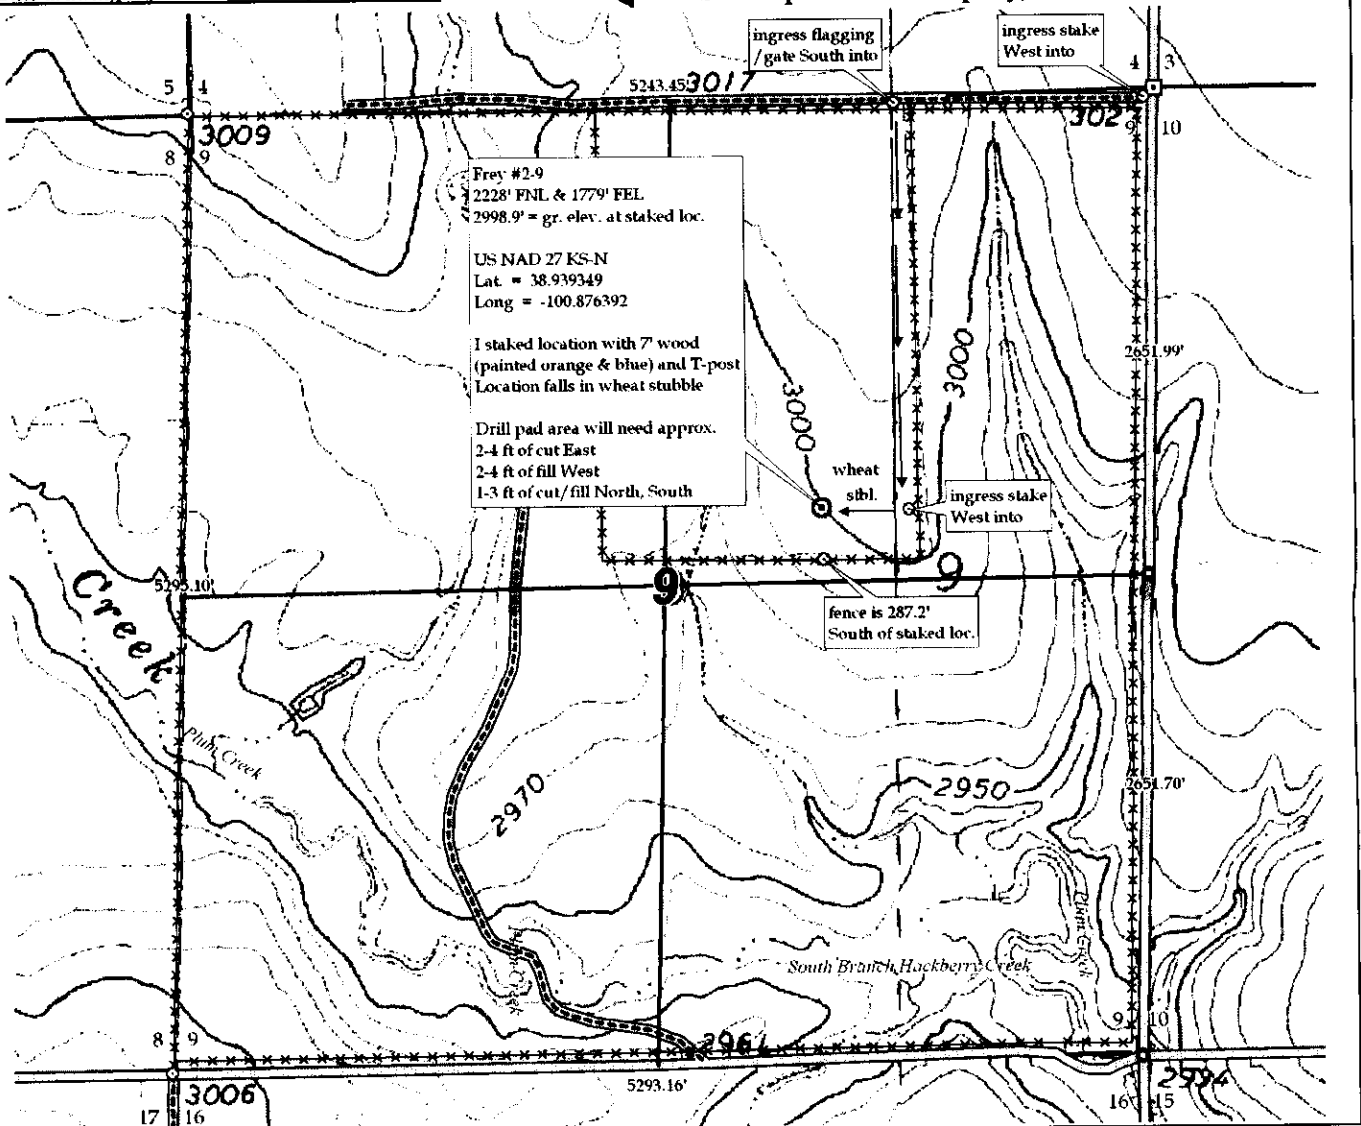 ingress flagging
/gate South into
ingress stake
West into
5 4
4 3
5243.45
3017
3009
302
8 9
9 10
Frey #2-9
2228' FNL & 1779' FEL
2998.9' = gr. elev. at staked loc.
US NAD 27 KS-N
Lat. = 38.939349
Long = -100.876392
I staked location with 7' wood
(painted orange & blue) and T-post
Location falls in wheat stubble
Drill pad area will need approx.
2-4 ft of cut East
2-4 ft of fill West
1-3 ft of cut/fill North, South
2651.99'
3000
3000
wheat
stbl.
ingress stake
West into
Creek
5295.10'
9
9
fence is 287.2'
South of staked loc.
Plum Creek
2970
2950
2651.70'
Plum Creek
South Branch Hackberry Creek
Creek
8 9
9 10
5293.16'
3006
2994
17 16
16 15